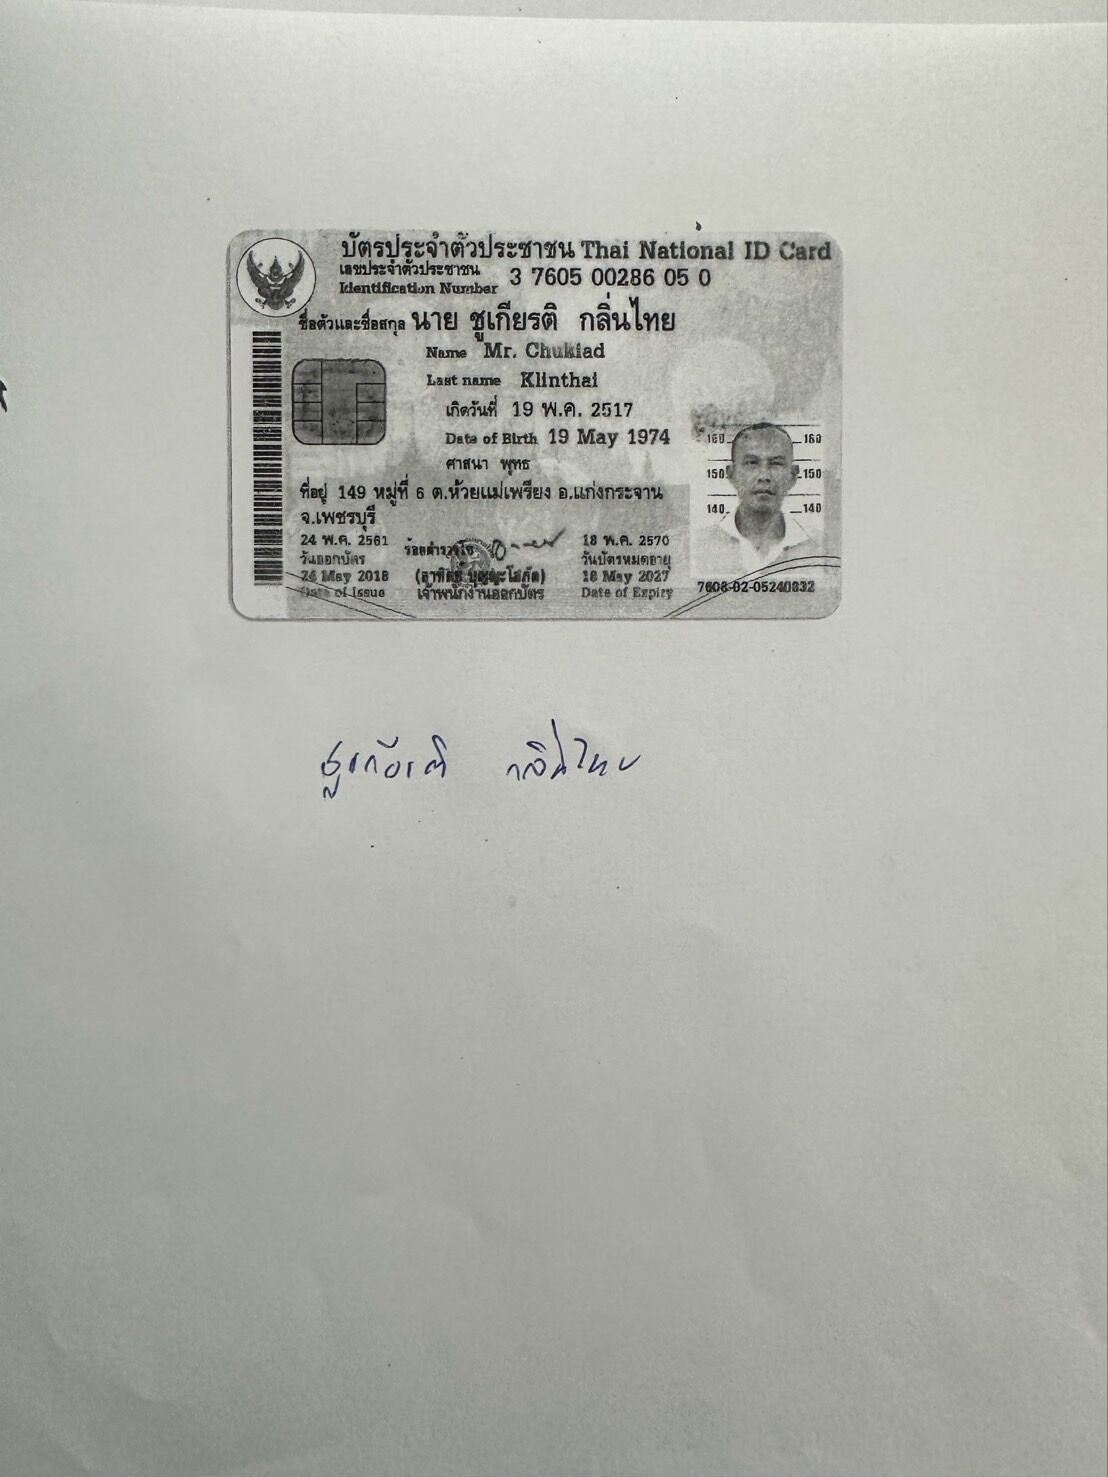 บัตรประจำตัวประชาชน Thai National ID Card
เลขประจำตัวประชาชน
Identification Number 3 7605 00286 05 0
ชื่อตัวและชื่อสกุล นาย ชูเกียรติ กลิ่นไทย
Name Mr. Chukiad
Last name Klinthai
เกิดวันที่ 19 พ.ค. 2517
Date of Birth 19 May 1974
ศาสนา พุทธ
ที่อยู่ 149 หมู่ที่ 6 ต.ห้วยแม่เพรียง อ.แก่งกระจาน
จ.เพชรบุรี
160 160
150 150
140 140
24 พ.ค. 2561
วันออกบัตร
24 May 2018
Date of Issue
เจ้าพนักงานออกบัตร
18 พ.ค. 2570
วันบัตรหมดอายุ
18 May 2027
Date of Expiry
7608-02-05240832
ชูเกียรติ กลิ่นไทย